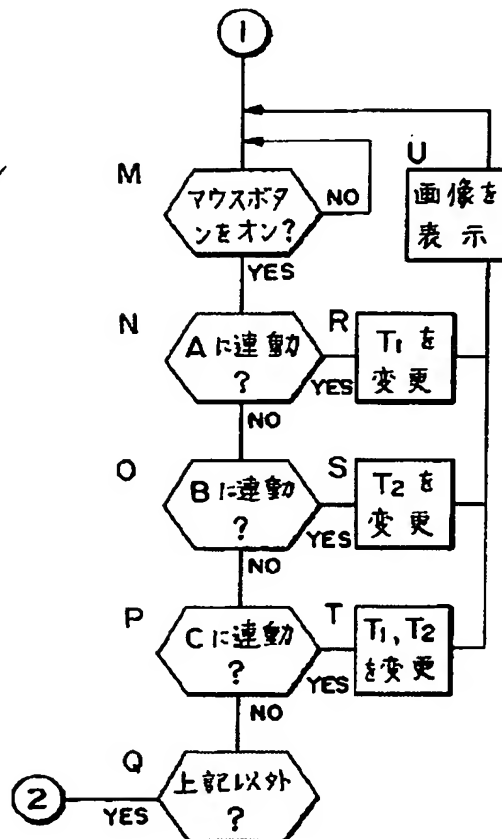 1
U
画像を
表示
M
マウスボタ
ンをオン?
NO
YES
N
Aに連動
?
R
T1を
変更
YES
NO
O
Bに連動
?
S
T2を
変更
YES
NO
P
Cに連動
?
T
T1,T2
を変更
YES
NO
Q
上記以外
?
2
YES